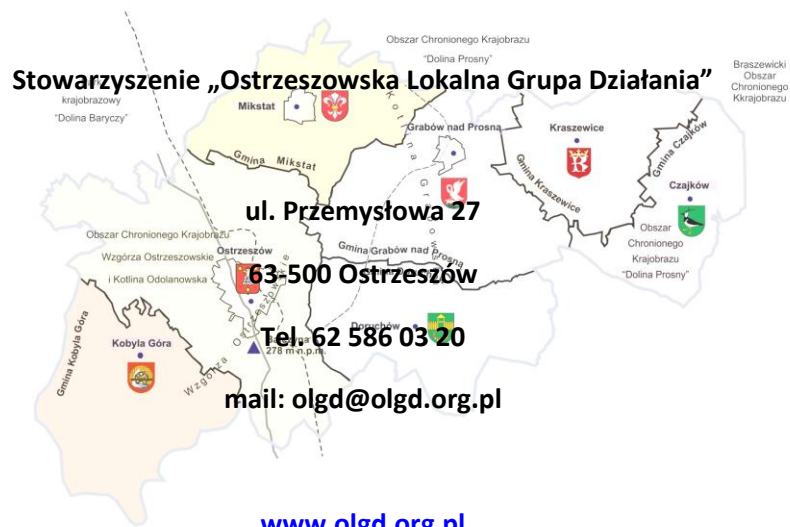 Obszar Chronionego Krajobrazu
"Dolina Prosny"
Braszewicki
Obszar
Chronionego
Kkrajobrazu
Stowarzyszenie „Ostrzeszowska Lokalna Grupa Działania”
krajobrazowy
"Dolina Baryczy"
Mikstat
Grabów nad Prosną
Kraszewice
Czajków
Gmina Mikstat
Gmina Kraszewice
Gmina Czajków
ul. Przemysłowa 27
Obszar Chronionego Krajobrazu
Wzgórza Ostrzeszowskie
i Kotlina Odolanowska
Ostrzeszów
Gmina Grabów nad Prosną
Obszar
Chronionego
Krajobrazu
"Dolina Prosny"
63-500 Ostrzeszów
Doruchów
Tel. 62 586 03 20
278 m n.p.m.
Kobyla Góra
Gmina Kobyla Góra
Wzgórza Ostrzeszowskie
mail: olgd@olgd.org.pl
www.olgd.org.pl